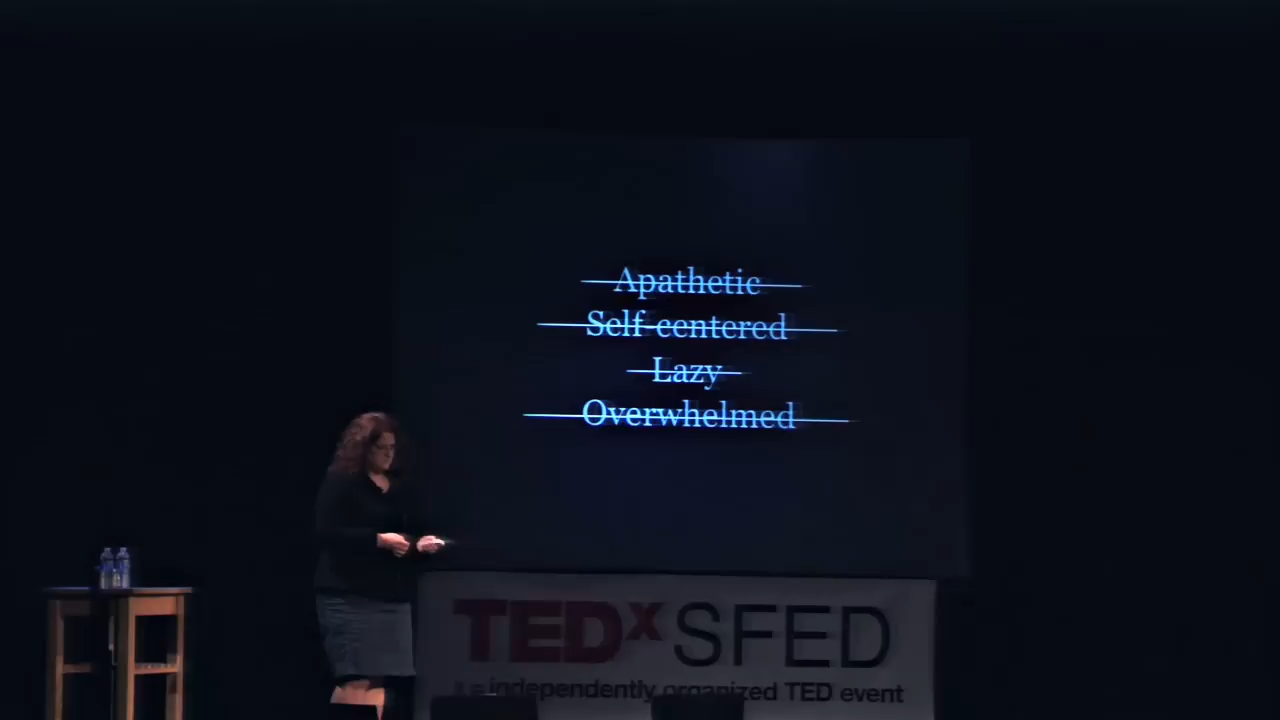 Apathetic
Self-centered
Lazy
Overwhelmed
TEDxSFED
x = independently organized TED event